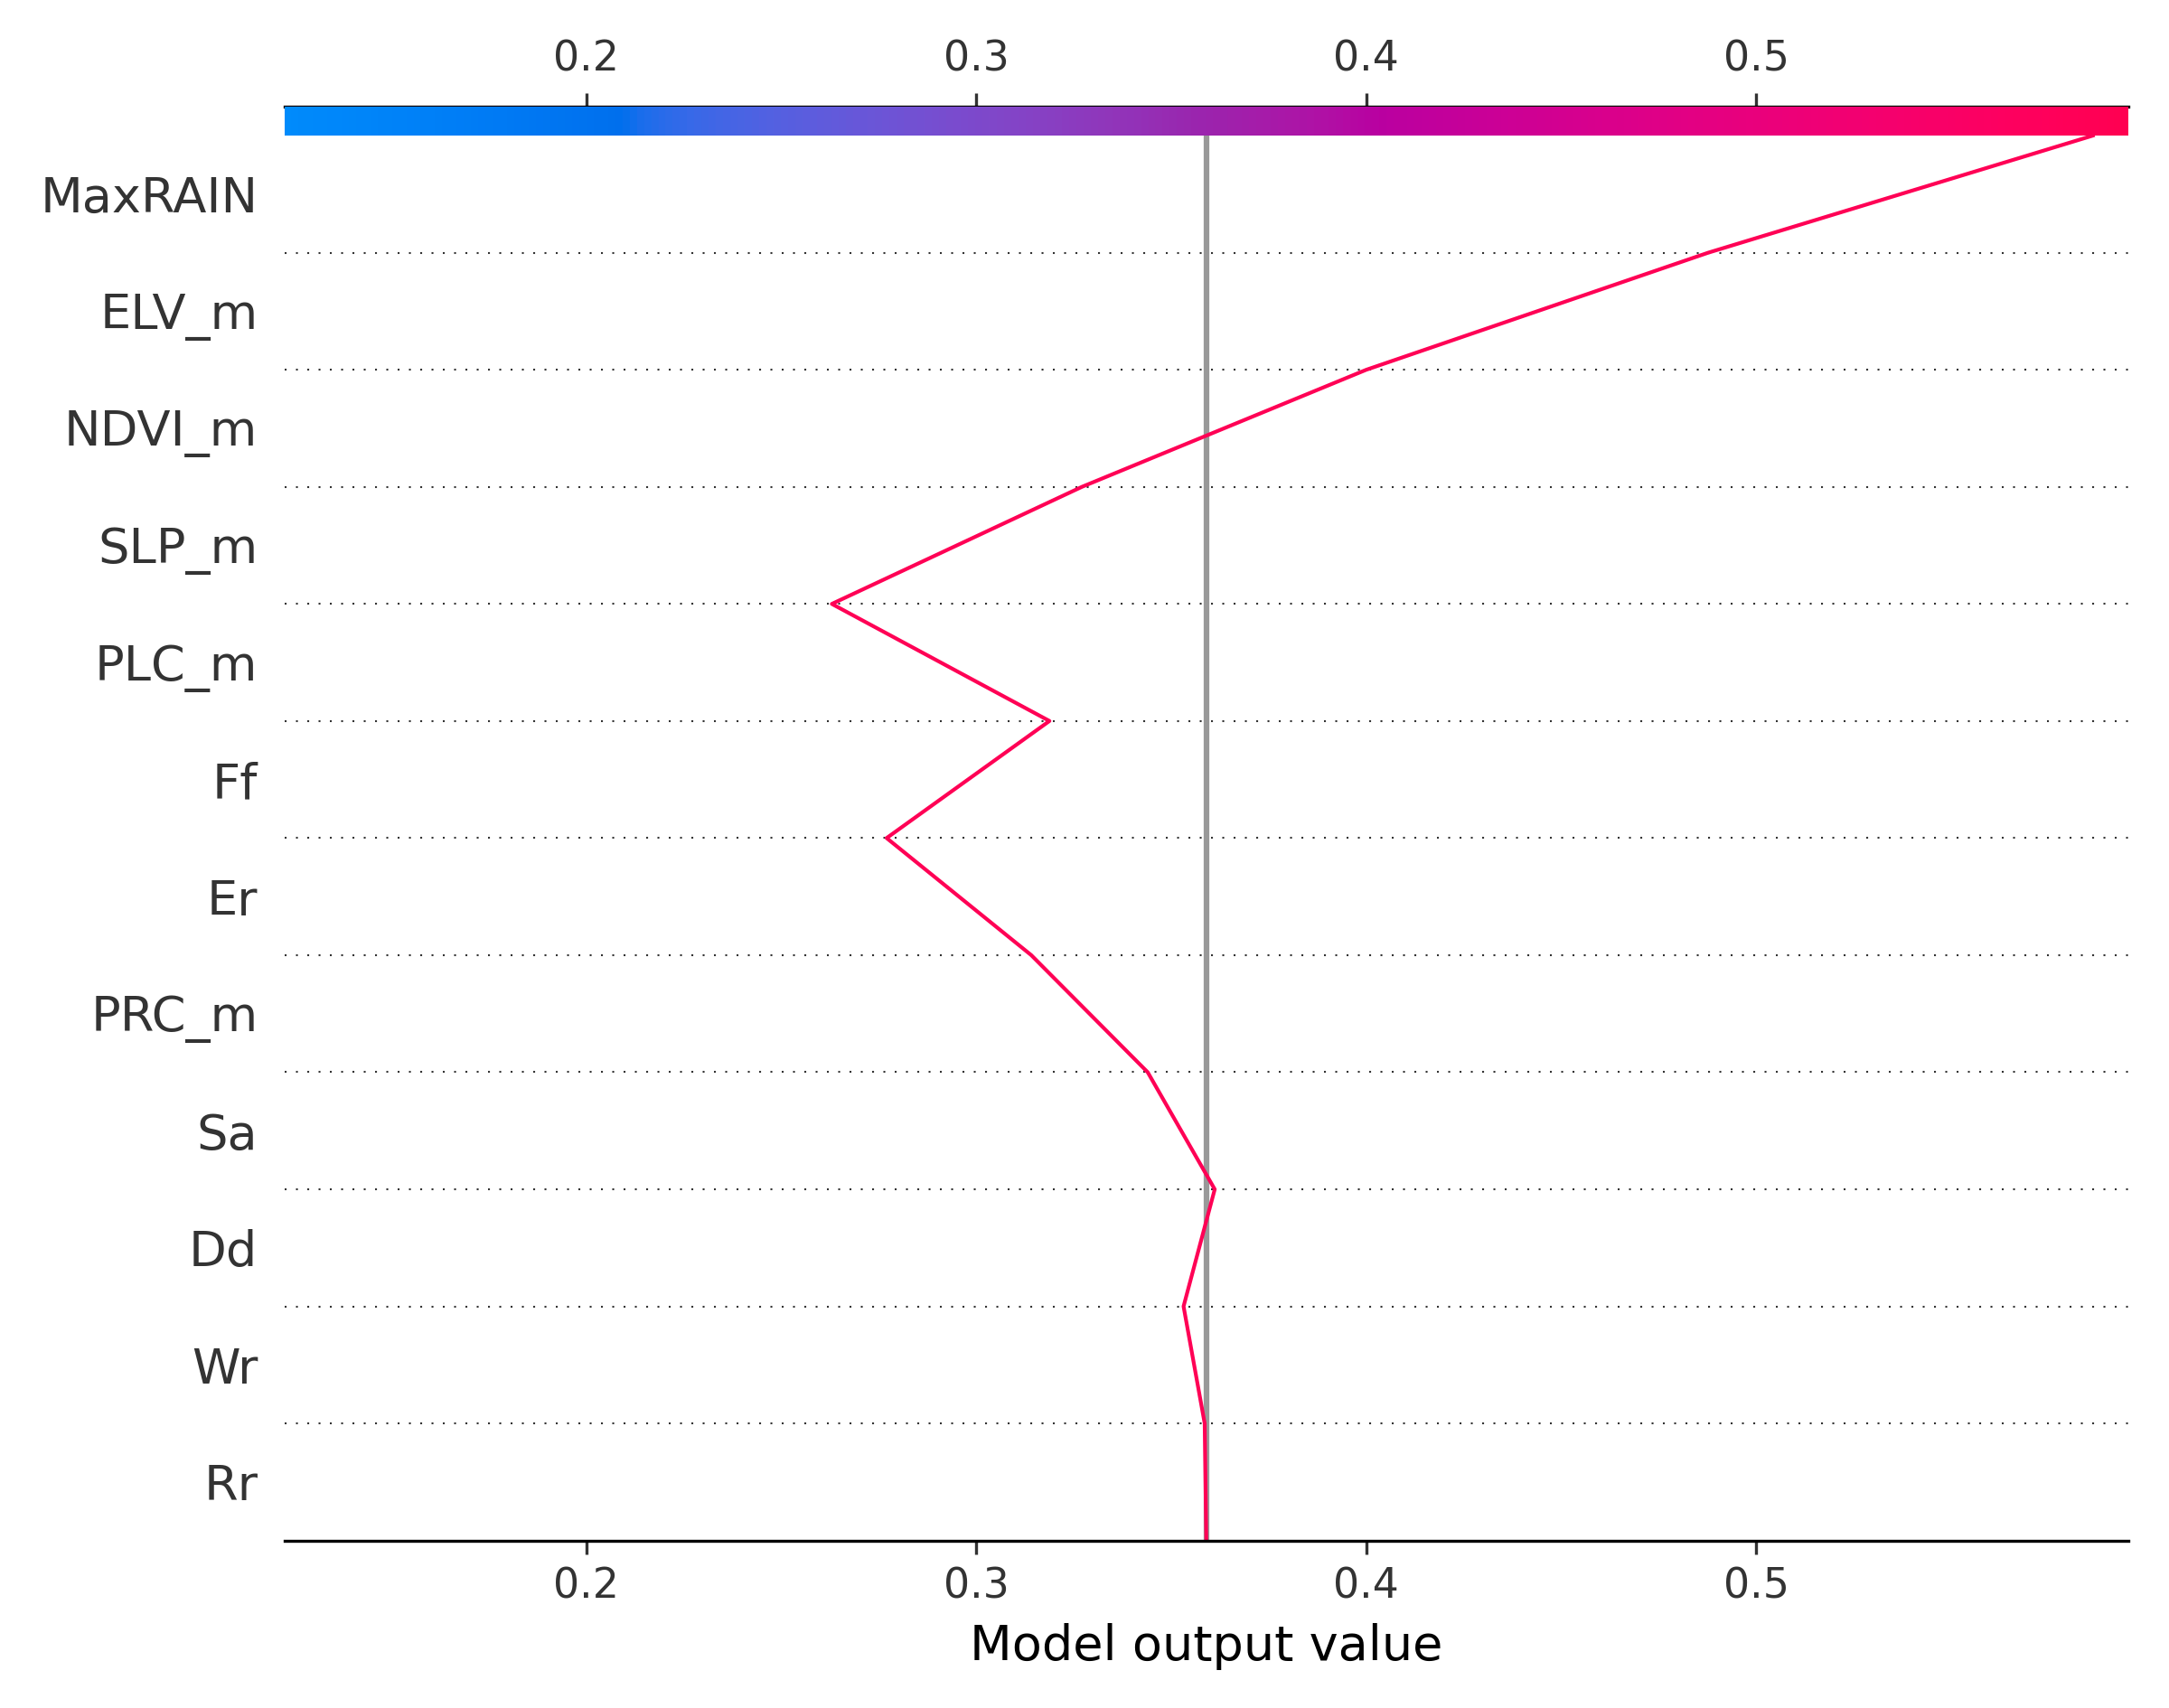 0.2 0.3 0.4 0.5
MaxRAIN
ELV_m
NDVI_m
SLP_m
PLC_m
Ff
Er
PRC_m
Sa
Dd
Wr
Rr
0.2 0.3 0.4 0.5
Model output value